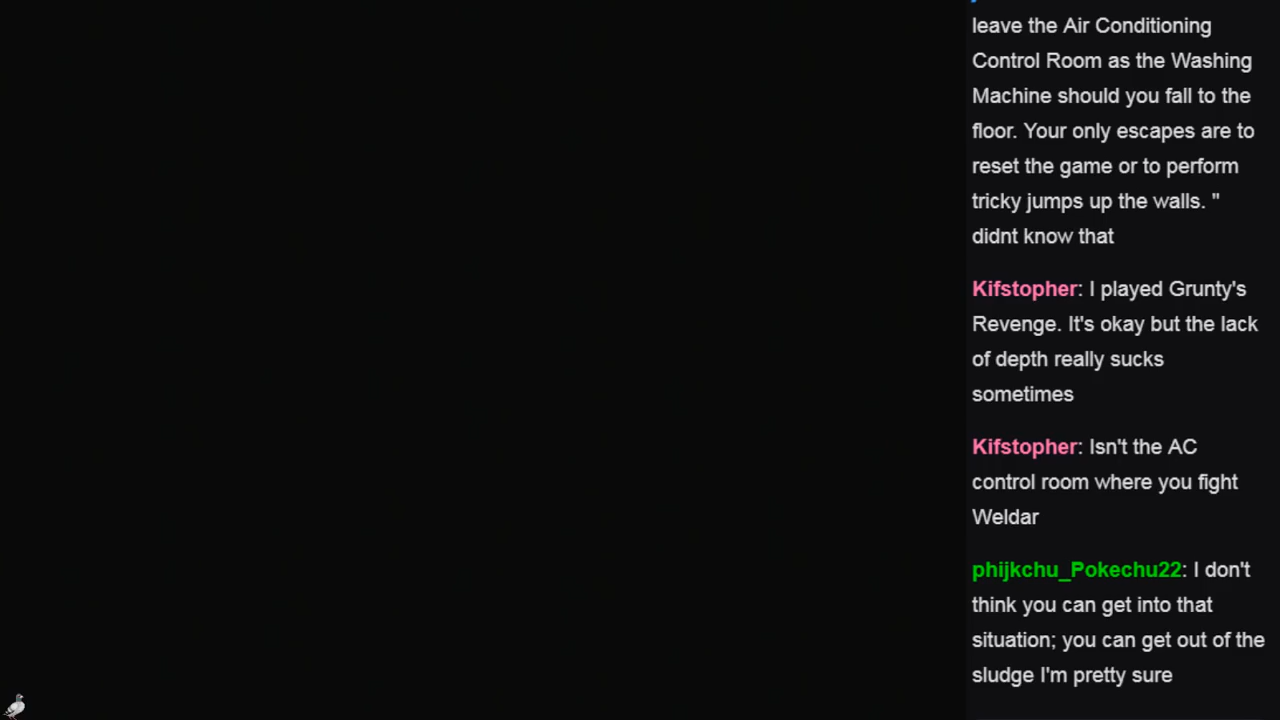 leave the Air Conditioning
Control Room as the Washing
Machine should you fall to the
floor. Your only escapes are to
reset the game or to perform
tricky jumps up the walls. "
didnt know that
Kifstopher: I played Grunty's
Revenge. It's okay but the lack
of depth really sucks
sometimes
Kifstopher: Isn't the AC
control room where you fight
Weldar
phijkchu_Pokechu22: I don't
think you can get into that
situation; you can get out of the
sludge I'm pretty sure